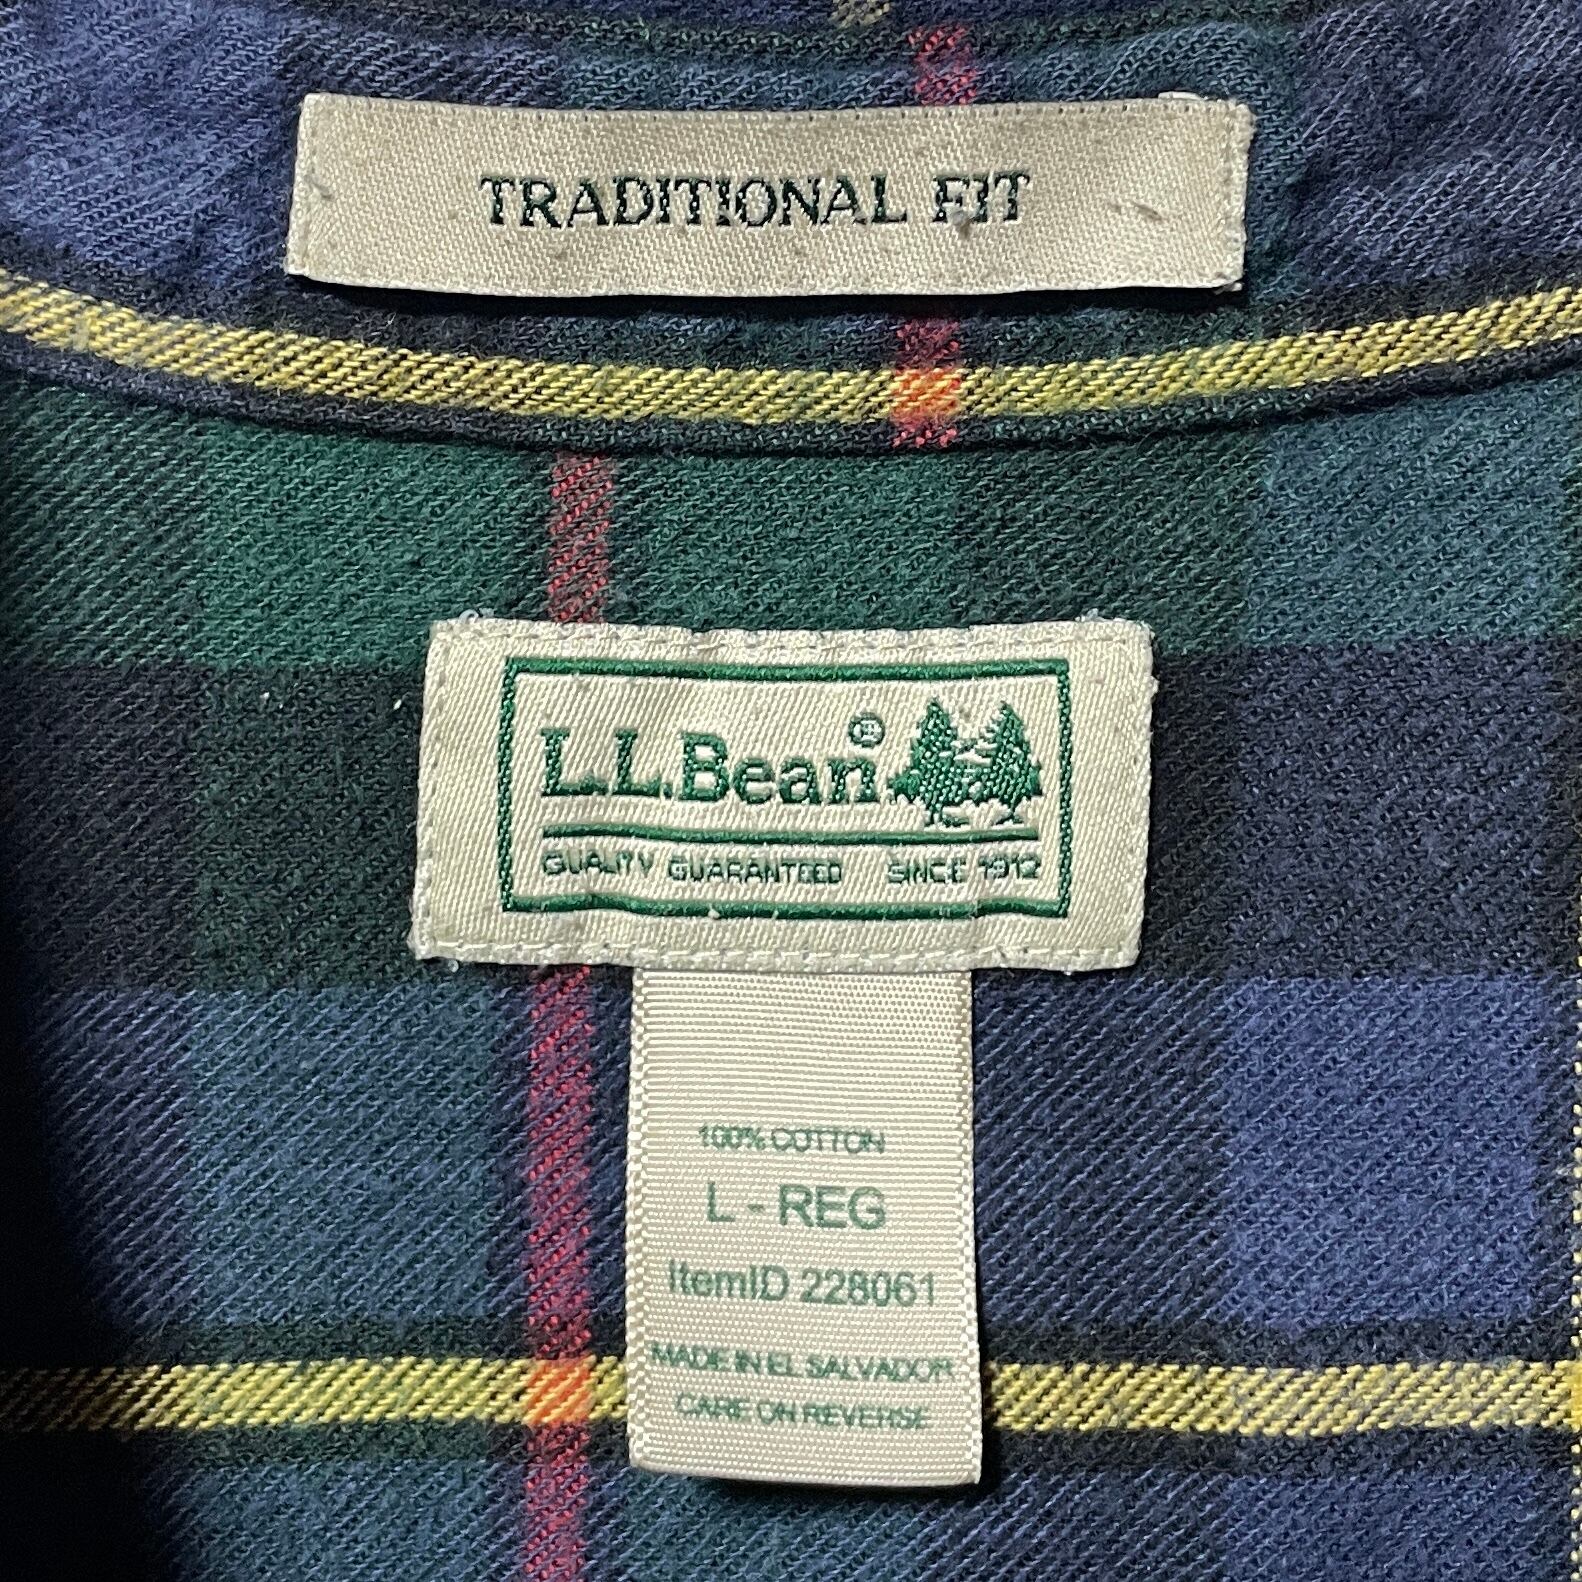 TRADITIONAL FIT
L.L.Bean®
QUALITY GUARANTEED SINCE 1912
100% COTTON
L - REG
ItemID 228061
MADE IN EL SALVADOR
CARE ON REVERSE